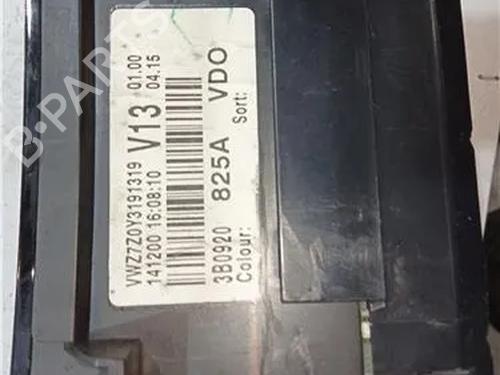 VWZ7Z0Y3191319
141200 16:08:10
V13
01.00
04.15
3B0920
825A
VDO
Colour:
Sort:
B-PARTS